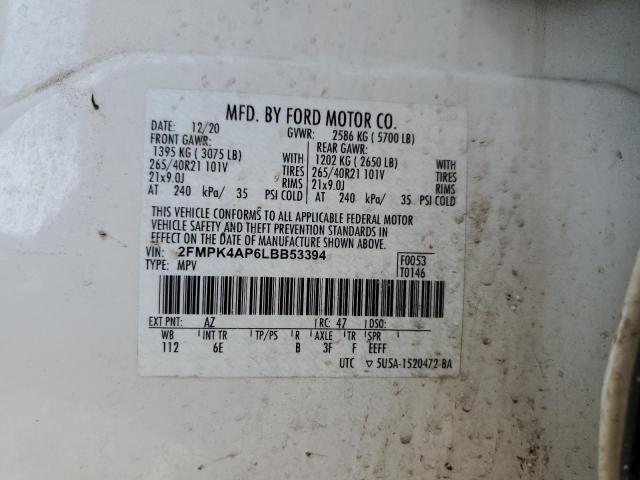 MFD. BY FORD MOTOR CO.
DATE: 12/20 GVWR: 2586 KG ( 5700 LB)
FRONT GAWR: REAR GAWR:
1395 KG ( 3075 LB) WITH 1202 KG ( 2650 LB) WITH
265/40R21 101V TIRES 265/40R21 101V TIRES
21x9.0J RIMS 21x9.0J RIMS
AT 240 kPa/ 35 PSI COLD AT 240 kPa/ 35 PSI COLD
THIS VEHICLE CONFORMS TO ALL APPLICABLE FEDERAL MOTOR
VEHICLE SAFETY AND THEFT PREVENTION STANDARDS IN
EFFECT ON THE DATE OF MANUFACTURE SHOWN ABOVE.
VIN: 2FMPK4AP6LBB53394 F0053
TYPE: MPV T0146
EXT PNT: AZ RC: 47 DSO:
WB INT TR TP/PS R AXLE TR SPR
112 6E B 3F F EEFF
UTC ▽ 5U5A-1520472-BA